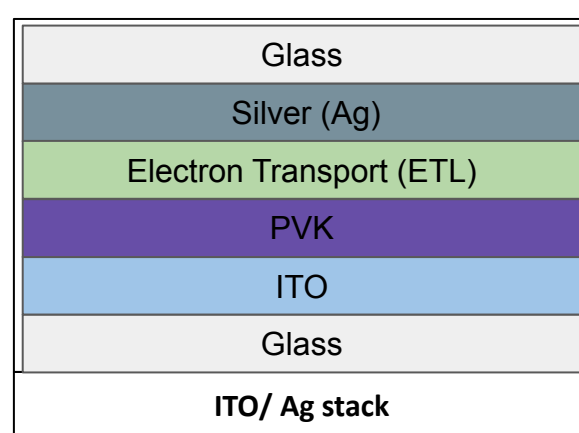 Glass
Silver (Ag)
Electron Transport (ETL)
PVK
ITO
Glass
ITO/ Ag stack